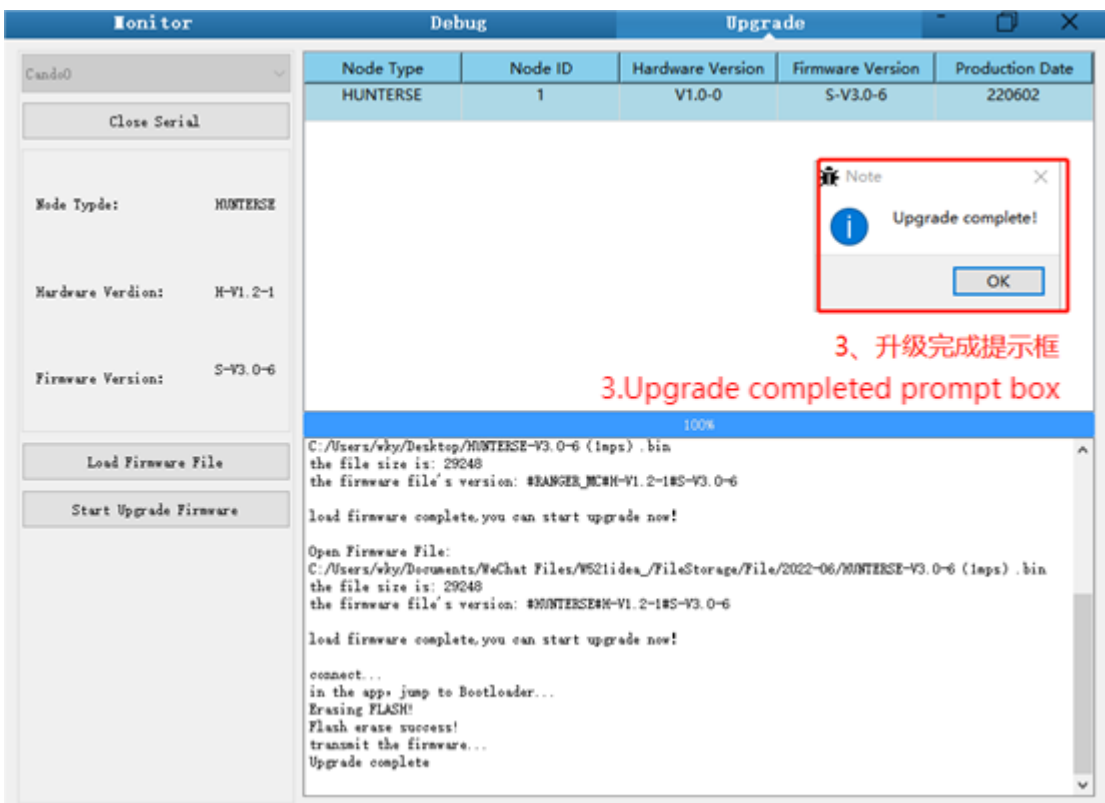 Monitor
Debug
Upgrade
Cando0
Close Serial
Node Typde: HUNTERSE
Hardware Verdion: H-V1.2-1
Firmware Version: S-V3.0-6
Load Firmware File
Start Upgrade Firmware
Node Type Node ID Hardware Version Firmware Version Production Date
HUNTERSE 1 V1.0-0 S-V3.0-6 220602
Note
Upgrade complete!
OK
3、升级完成提示框
3.Upgrade completed prompt box
100%
C:/Users/wky/Desktop/HUNTERSE-V3.0-6 (1mps) .bin
the file size is: 29248
the firmware file's version: #RANGER_MC#H-V1.2-1#S-V3.0-6
load firmware complete,you can start upgrade now!
Open Firmware File:
C:/Users/wky/Documents/WeChat Files/W521idea_/FileStorage/File/2022-06/HUNTERSE-V3.0-6 (1mps) .bin
the file size is: 29248
the firmware file's version: #HUNTERSE#H-V1.2-1#S-V3.0-6
load firmware complete,you can start upgrade now!
connect...
in the app, jump to Bootloader...
Erasing FLASH!
Flash erase success!
transmit the firmware...
Upgrade complete